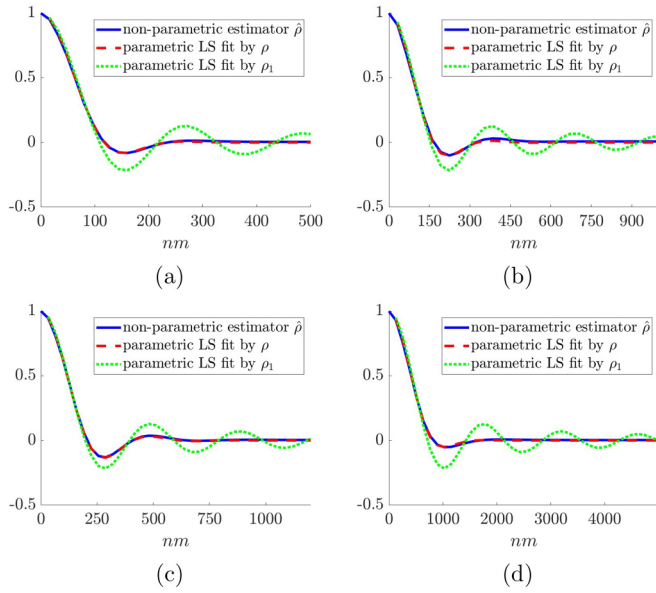 1
0.5
0
-0.5
0
100
200
300
400
500
nm
non-parametric estimator ρ̂
parametric LS fit by ρ
parametric LS fit by ρ₁
(a)
1
0.5
0
-0.5
0
150
300
450
600
750
900
nm
non-parametric estimator ρ̂
parametric LS fit by ρ
parametric LS fit by ρ₁
(b)
1
0.5
0
-0.5
0
250
500
750
1000
nm
non-parametric estimator ρ̂
parametric LS fit by ρ
parametric LS fit by ρ₁
(c)
1
0.5
0
-0.5
0
1000
2000
3000
4000
nm
non-parametric estimator ρ̂
parametric LS fit by ρ
parametric LS fit by ρ₁
(d)